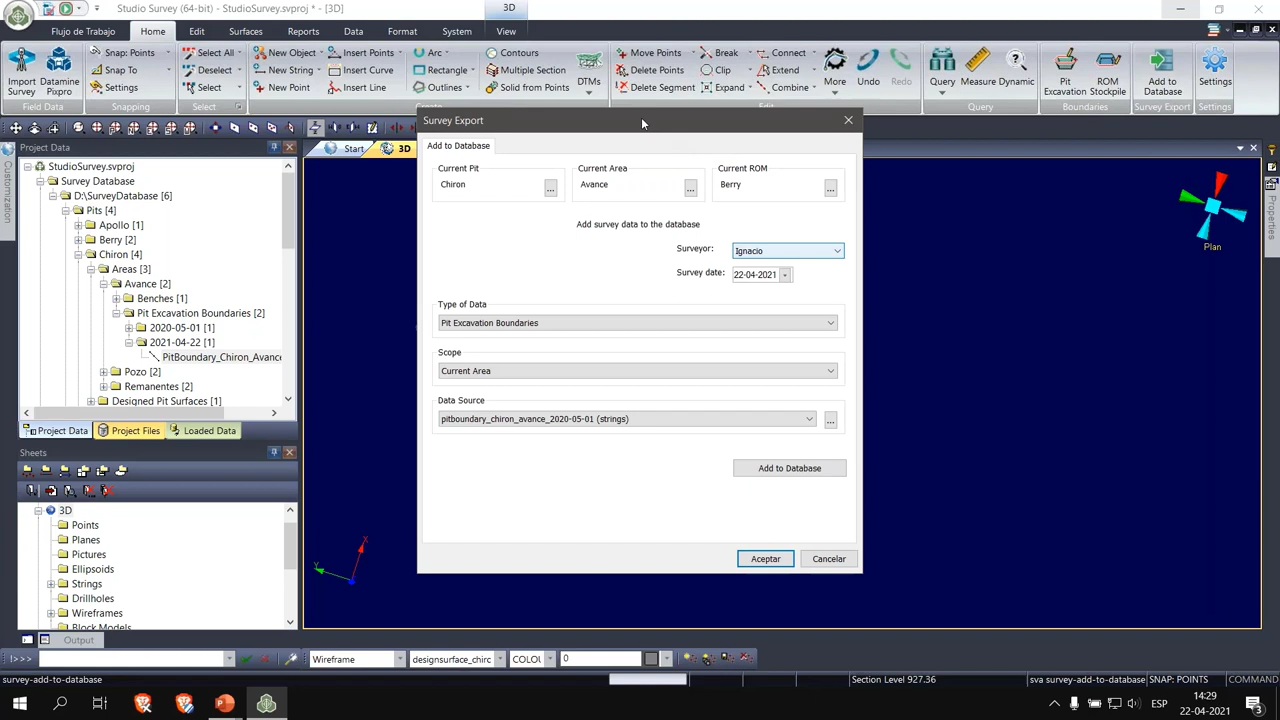 Studio Survey (64-bit) - StudioSurvey.svproj * - [3D]
3D
Flujo de Trabajo
Home
Edit
Surfaces
Reports
Data
Format
System
View
Import Survey
Datamine Pixpro
Field Data
Snap: Points
Snap To
Settings
Snapping
Select All
Deselect
Select
Select
New Object
New String
New Point
Insert Points
Insert Curve
Insert Line
Arc
Rectangle
Outlines
Contours
Multiple Section
Solid from Points
DTMs
Create
Move Points
Delete Points
Delete Segment
Break
Clip
Expand
Connect
Extend
Combine
More
Undo
Redo
Edit
Query
Measure
Dynamic
Query
Pit Excavation
ROM Stockpile
Boundaries
Add to Database
Survey Export
Settings
Settings
Customization
Project Data
StudioSurvey.svproj
Survey Database
D:\SurveyDatabase [6]
Pits [4]
Apollo [1]
Berry [2]
Chiron [4]
Areas [3]
Avance [2]
Benches [1]
Pit Excavation Boundaries [2]
2020-05-01 [1]
2021-04-22 [1]
PitBoundary_Chiron_Avance
Pozo [2]
Remanentes [2]
Designed Pit Surfaces [1]
Project Data
Project Files
Loaded Data
Sheets
3D
Points
Planes
Pictures
Ellipsoids
Strings
Drillholes
Wireframes
Block Models
Output
Start
3D
Properties
Plan
X
Y
Survey Export
Add to Database
Current Pit
Chiron
...
Current Area
Avance
...
Current ROM
Berry
...
Add survey data to the database
Surveyor:
Ignacio
Survey date:
22-04-2021
Type of Data
Pit Excavation Boundaries
Scope
Current Area
Data Source
pitboundary_chiron_avance_2020-05-01 (strings)
...
Add to Database
Aceptar
Cancelar
!>>>
Wireframe
designsurface_chirc
COLOU
0
survey-add-to-database
Section Level 927.36
sva survey-add-to-database
SNAP: POINTS
COMMAND
ESP
14:29
22-04-2021
3